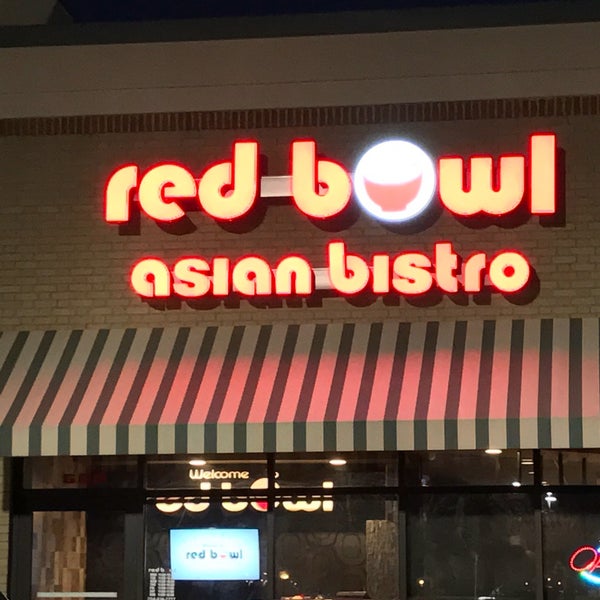 red bowl
asian bistro
Welcome
red bowl
red bowl